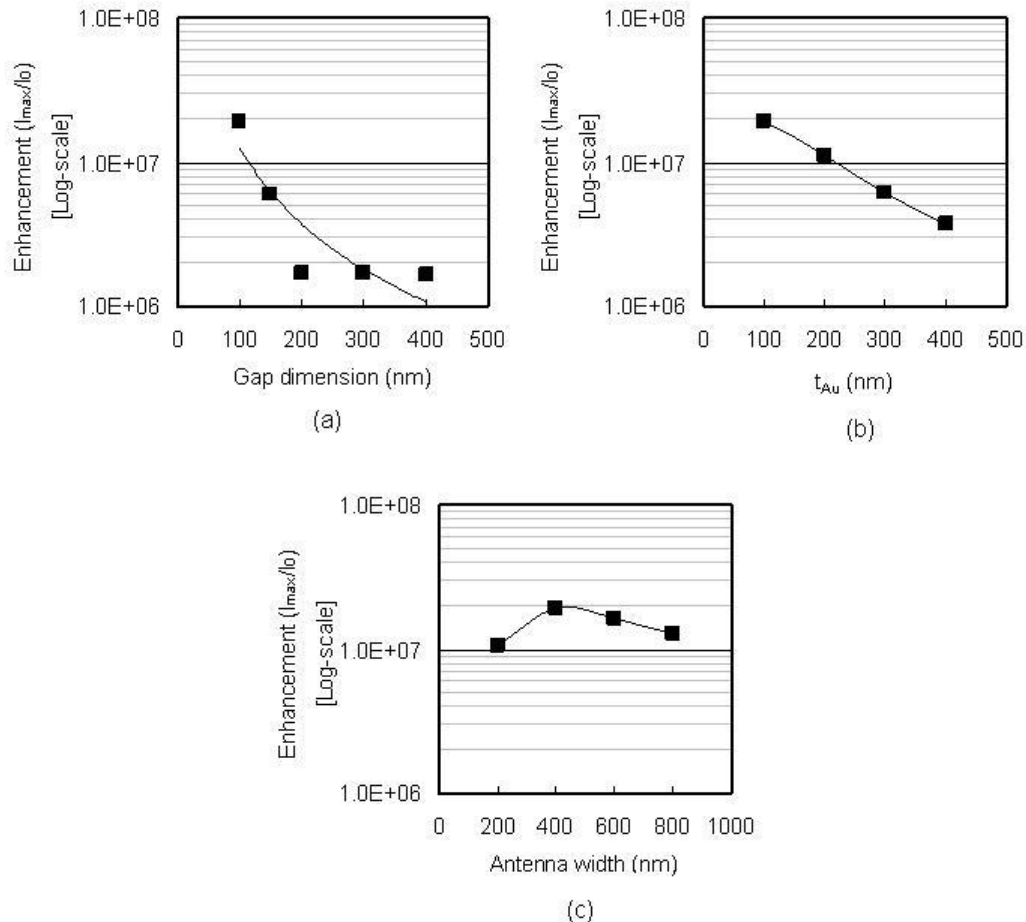 1.0E+08
1.0E+07
1.0E+06
Enhancement (Imax/Io)
[Log-scale]
0 100 200 300 400 500
Gap dimension (nm)
(a)
1.0E+08
1.0E+07
1.0E+06
Enhancement (Imax/Io)
[Log-scale]
0 100 200 300 400 500
tAu (nm)
(b)
1.0E+08
1.0E+07
1.0E+06
Enhancement (Imax/Io)
[Log-scale]
0 200 400 600 800 1000
Antenna width (nm)
(c)